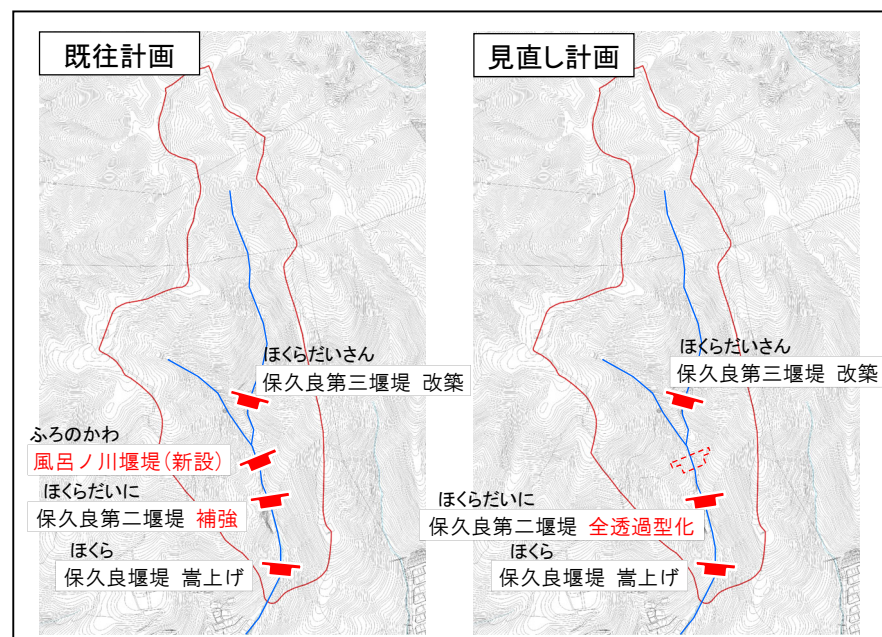 既往計画
ほくらだいさん
保久良第三堰堤 改築
ふろのかわ
風呂ノ川堰堤(新設)
ほくらだいに
保久良第二堰堤 補強
ほくら
保久良堰堤 嵩上げ
見直し計画
ほくらだいさん
保久良第三堰堤 改築
ほくらだいに
保久良第二堰堤 全透過型化
ほくら
保久良堰堤 嵩上げ